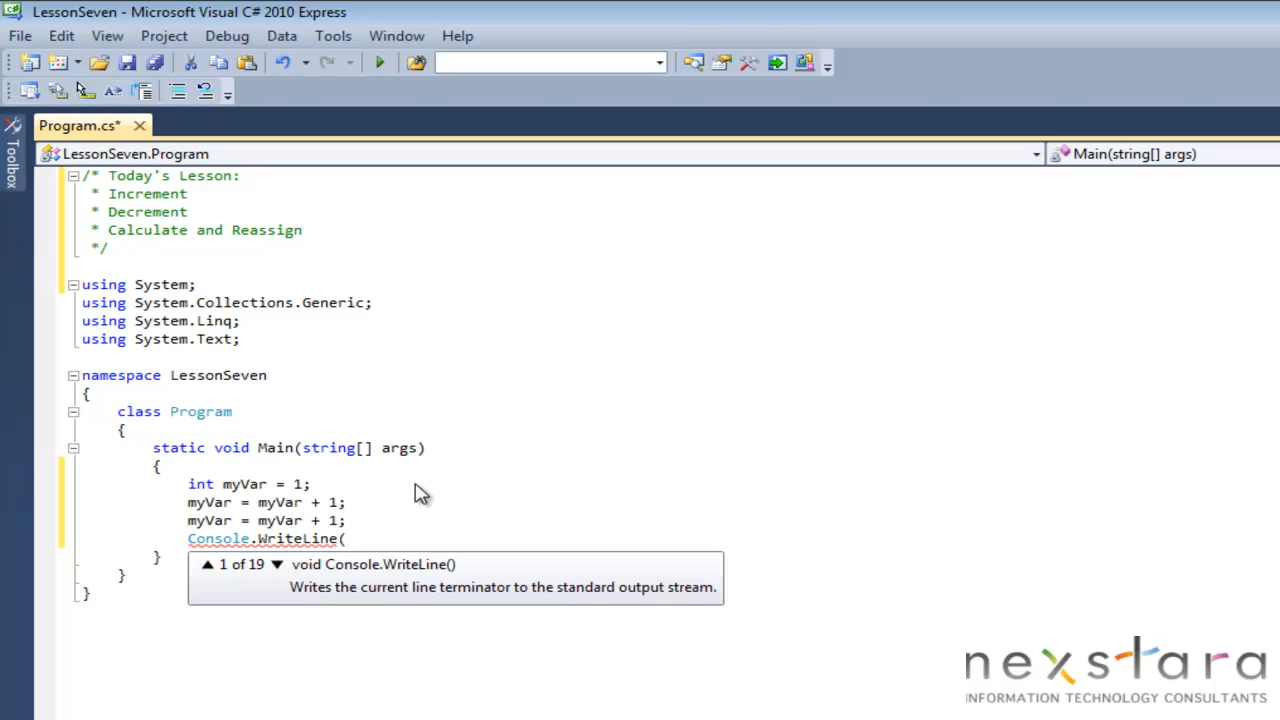 LessonSeven - Microsoft Visual C# 2010 Express
File Edit View Project Debug Data Tools Window Help
Program.cs*
Toolbox
LessonSeven.Program Main(string[] args)
/* Today's Lesson:
* Increment
* Decrement
* Calculate and Reassign
*/
using System;
using System.Collections.Generic;
using System.Linq;
using System.Text;
namespace LessonSeven
{
class Program
{
static void Main(string[] args)
{
int myVar = 1;
myVar = myVar + 1;
myVar = myVar + 1;
Console.WriteLine(
}
1 of 19 void Console.WriteLine()
Writes the current line terminator to the standard output stream.
}
}
nexstara
INFORMATION TECHNOLOGY CONSULTANTS